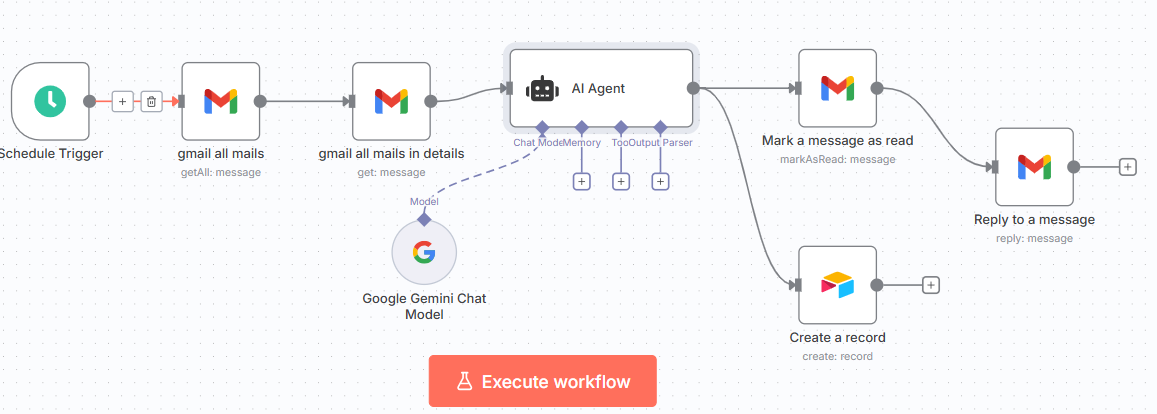 AI Agent
Chat Mode
Memory
Too
Output Parser
Schedule Trigger
gmail all mails
getAll: message
gmail all mails in details
get: message
Mark a message as read
markAsRead: message
Reply to a message
reply: message
Model
Google Gemini Chat
Model
Create a record
create: record
Execute workflow